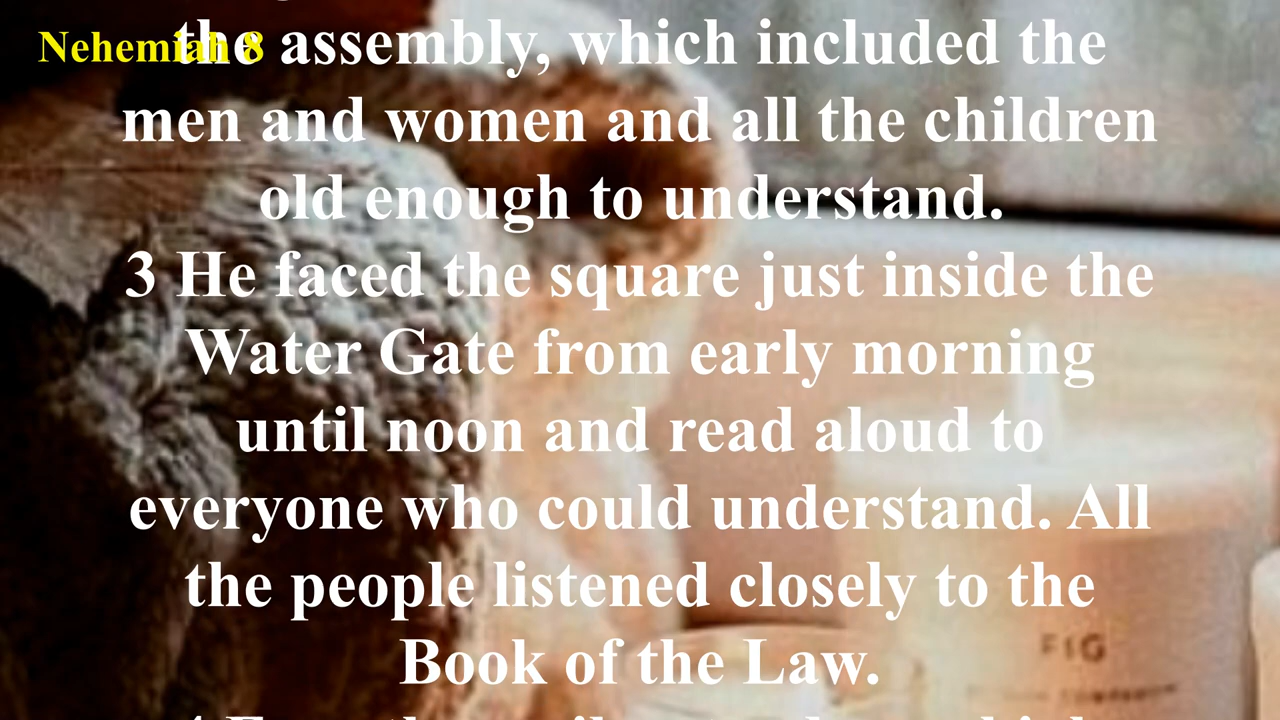 Nehemiah 8
the assembly, which included the
men and women and all the children
old enough to understand.
3 He faced the square just inside the
Water Gate from early morning
until noon and read aloud to
everyone who could understand. All
the people listened closely to the
Book of the Law.
FIG